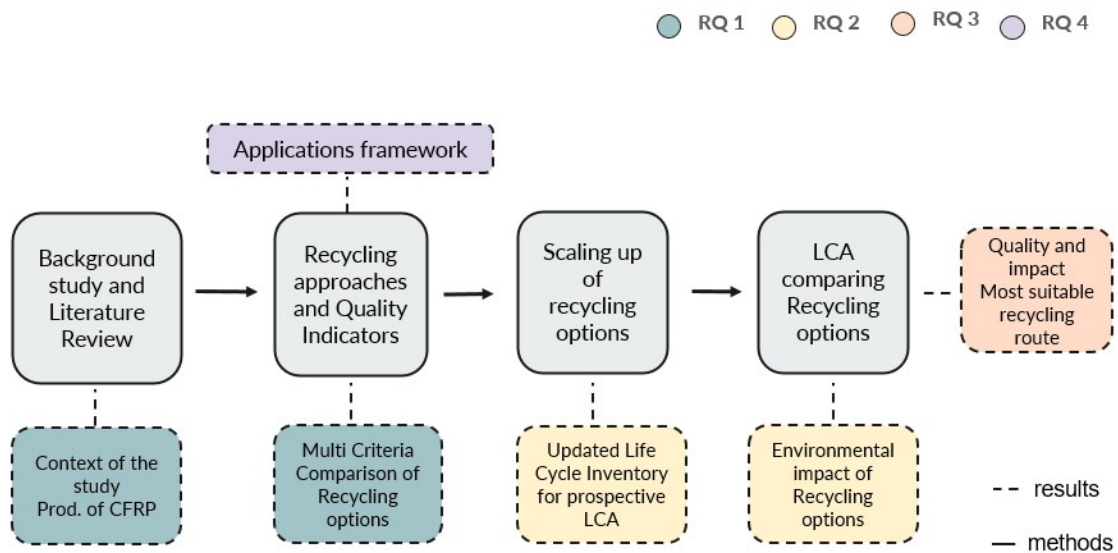 RQ 1
RQ 2
RQ 3
RQ 4
Applications framework
Background
study and
Literature
Review
Recycling
approaches
and Quality
Indicators
Scaling up
of
recycling
options
LCA
comparing
Recycling
options
Quality and
impact
Most suitable
recycling
route
Context of the
study
Prod. of CFRP
Multi Criteria
Comparison of
Recycling
options
Updated Life
Cycle Inventory
for prospective
LCA
Environmental
impact of
Recycling
options
results
methods